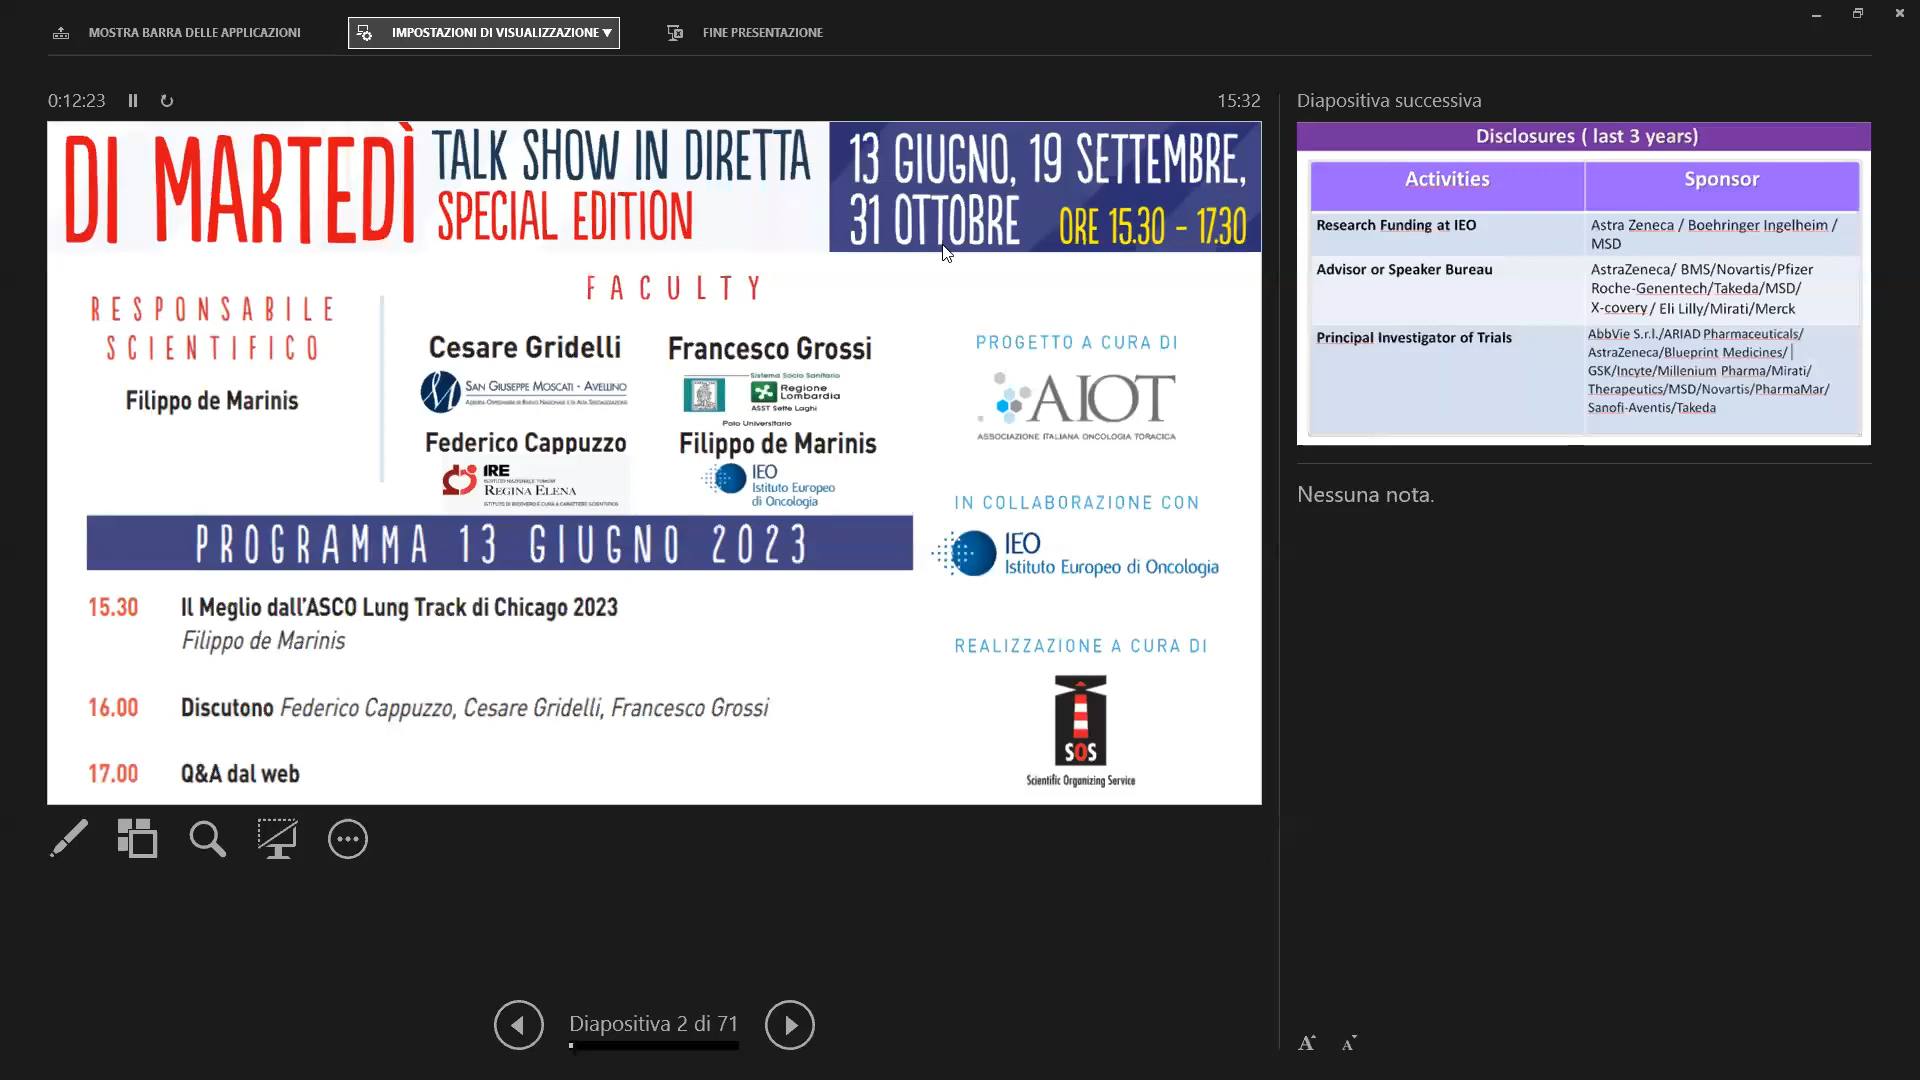 MOSTRA BARRA DELLE APPLICAZIONI
IMPOSTAZIONI DI VISUALIZZAZIONE ▼
FINE PRESENTAZIONE
0:12:23
15:32
DI MARTEDÌ
TALK SHOW IN DIRETTA
SPECIAL EDITION
13 GIUGNO, 19 SETTEMBRE,
31 OTTOBRE ORE 15.30 - 17.30
RESPONSABILE
SCIENTIFICO
Filippo de Marinis
FACULTY
Cesare Gridelli
SAN GIUSEPPE MOSCATI - AVELLINO
Francesco Grossi
Sistema Socio Sanitario
Regione
Lombardia
ASST Sette Laghi
Polo Universitario
Federico Cappuzzo
IRE
ISTITUTO NAZIONALE TUMORI
REGINA ELENA
Filippo de Marinis
IEO
Istituto Europeo
di Oncologia
PROGETTO A CURA DI
AIOT
ASSOCIAZIONE ITALIANA ONCOLOGIA TORACICA
IN COLLABORAZIONE CON
IEO
Istituto Europeo di Oncologia
REALIZZAZIONE A CURA DI
SOS
Scientific Organizing Service
PROGRAMMA 13 GIUGNO 2023
15.30 Il Meglio dall'ASCO Lung Track di Chicago 2023
Filippo de Marinis
16.00 Discutono Federico Cappuzzo, Cesare Gridelli, Francesco Grossi
17.00 Q&A dal web
Diapositiva 2 di 71
Diapositiva successiva
Disclosures ( last 3 years)
Activities Sponsor
Research Funding at IEO
Astra Zeneca / Boehringer Ingelheim /
MSD
Advisor or Speaker Bureau
AstraZeneca/ BMS/Novartis/Pfizer
Roche-Genentech/Takeda/MSD/
X-covery / Eli Lilly/Mirati/Merck
Principal Investigator of Trials
AbbVie S.r.l./ARIAD Pharmaceuticals/
AstraZeneca/Blueprint Medicines/
GSK/Incyte/Millenium Pharma/Mirati/
Therapeutics/MSD/Novartis/PharmaMar/
Sanofi-Aventis/Takeda
Nessuna nota.
A A